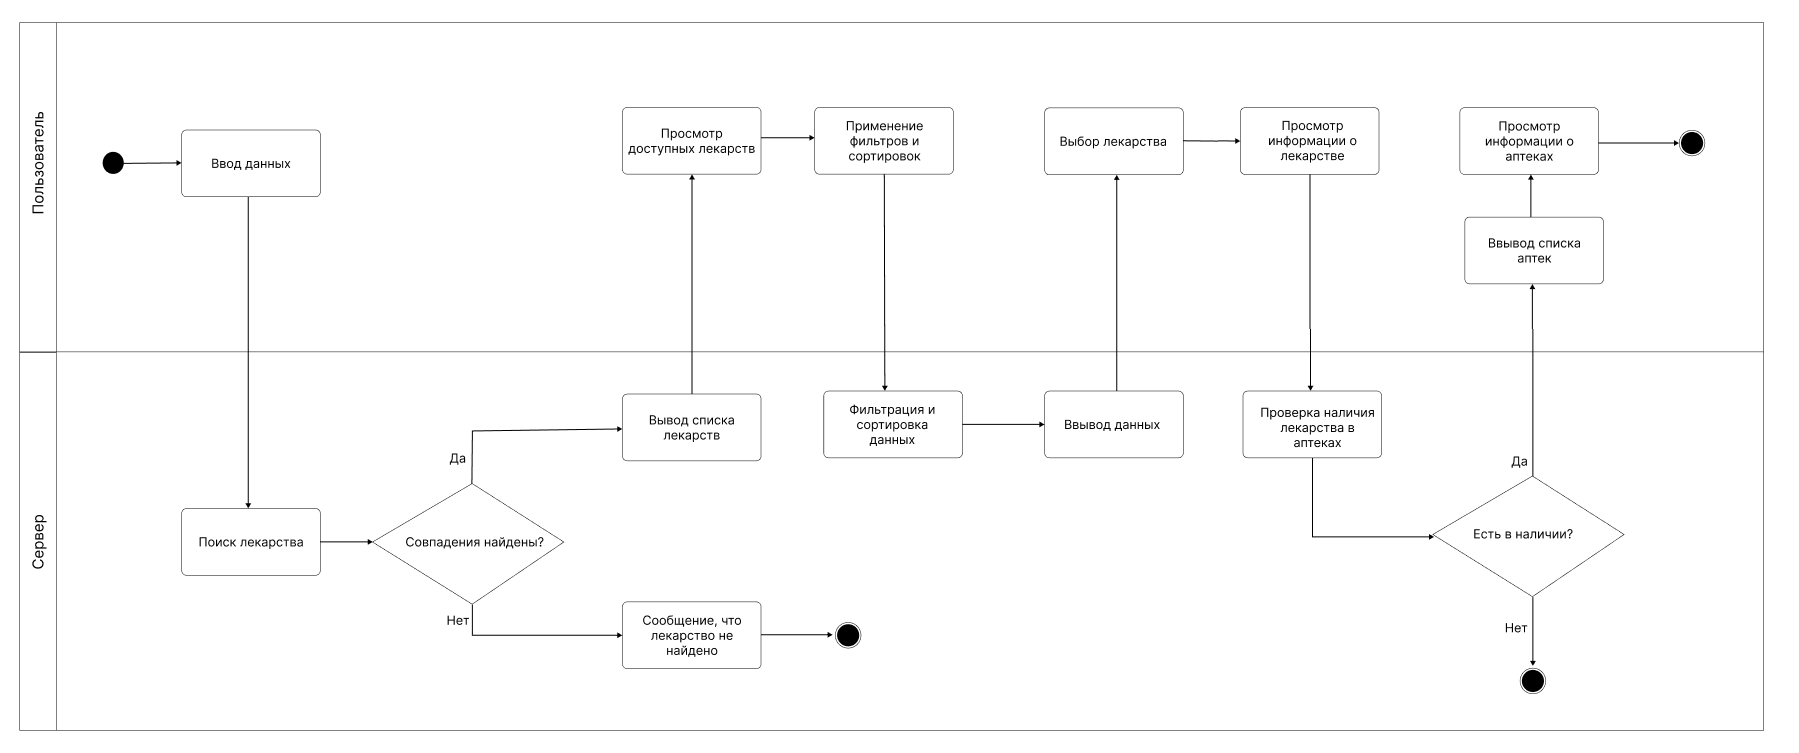 Пользователь
Ввод данных
Просмотр
доступных лекарств
Применение
фильтров и
сортировок
Выбор лекарства
Просмотр
информации о
лекарстве
Просмотр
информации о
аптеках
Ввывод списка
аптек
Сервер
Поиск лекарства
Совпадения найдены?
Да
Нет
Вывод списка
лекарств
Сообщение, что
лекарство не
найдено
Фильтрация и
сортировка
данных
Ввывод данных
Проверка наличия
лекарства в
аптеках
Есть в наличии?
Да
Нет